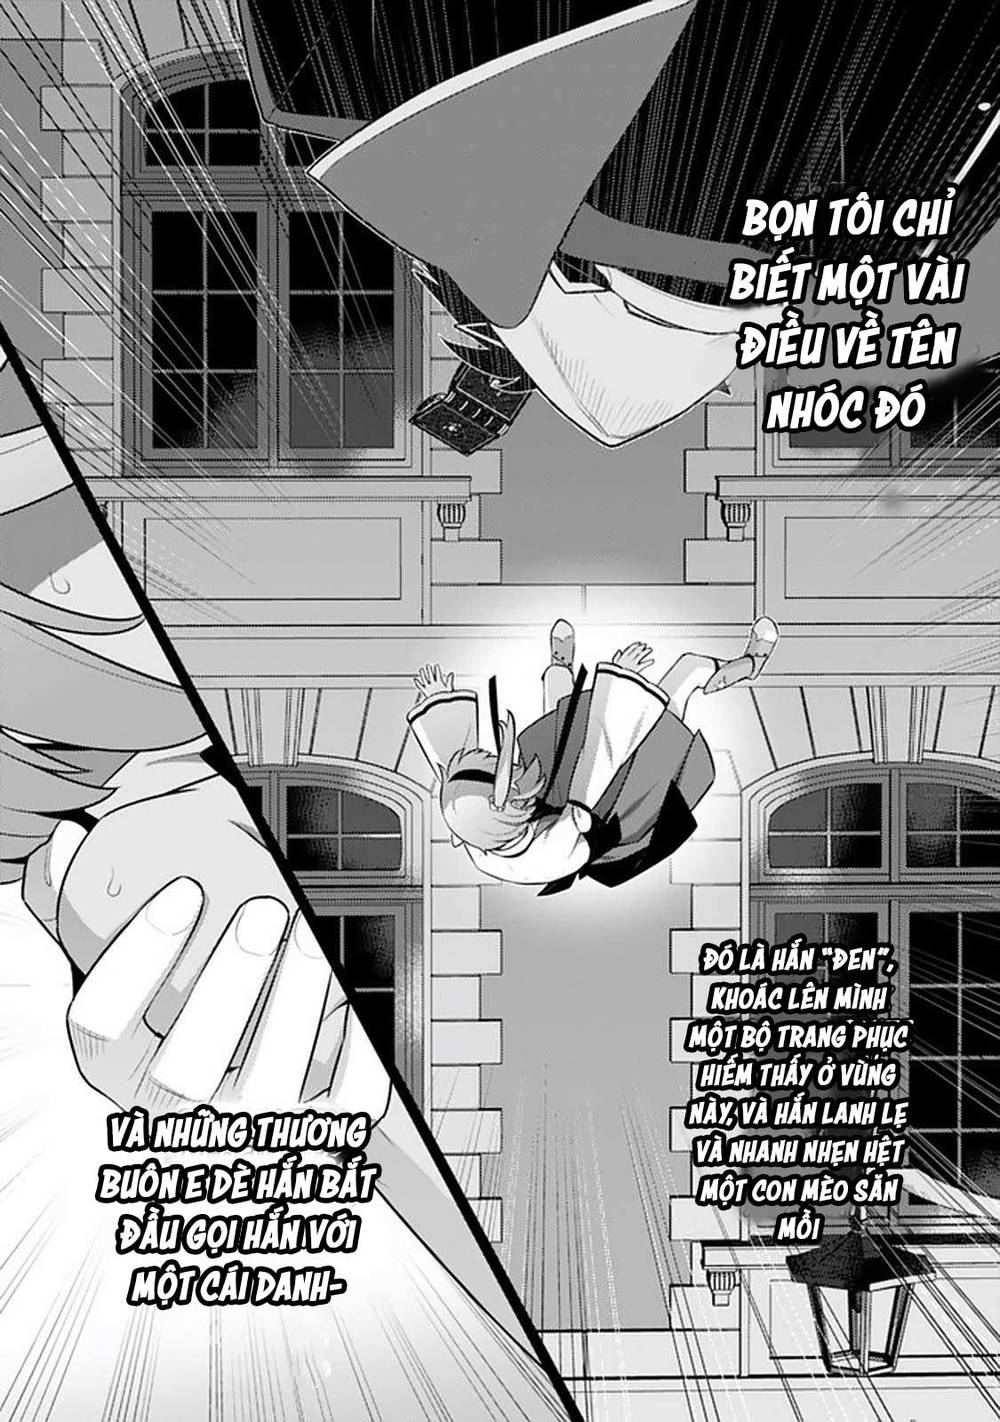 BỌN TÔI CHỈ
BIẾT MỘT VÀI
ĐIỀU VỀ TÊN
NHÓC ĐÓ
ĐÓ LÀ HẮN "ĐEN",
KHOÁC LÊN MÌNH
MỘT BỘ TRANG PHỤC
HIẾM THẤY Ở VÙNG
NÀY, VÀ HẮN LANH LẸ
VÀ NHANH NHẸN HỆT
MỘT CON MÈO SĂN
MỒI
VÀ NHỮNG THƯƠNG
BUÔN E DÈ HẮN BẮT
ĐẦU GỌI HẮN VỚI
MỘT CÁI DANH-